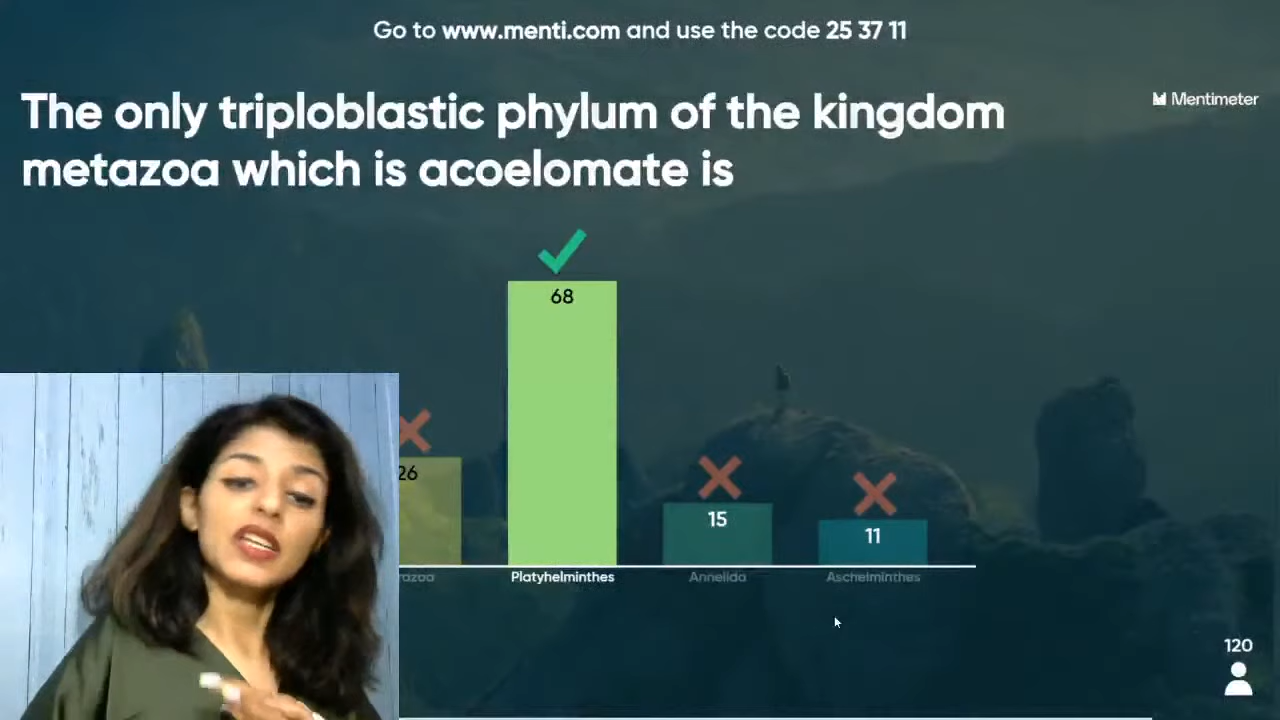 Go to www.menti.com and use the code 25 37 11
Mentimeter
The only triploblastic phylum of the kingdom
metazoa which is acoelomate is
68
26
15
11
Platyhelminthes
Annelida
Aschelminthes
120